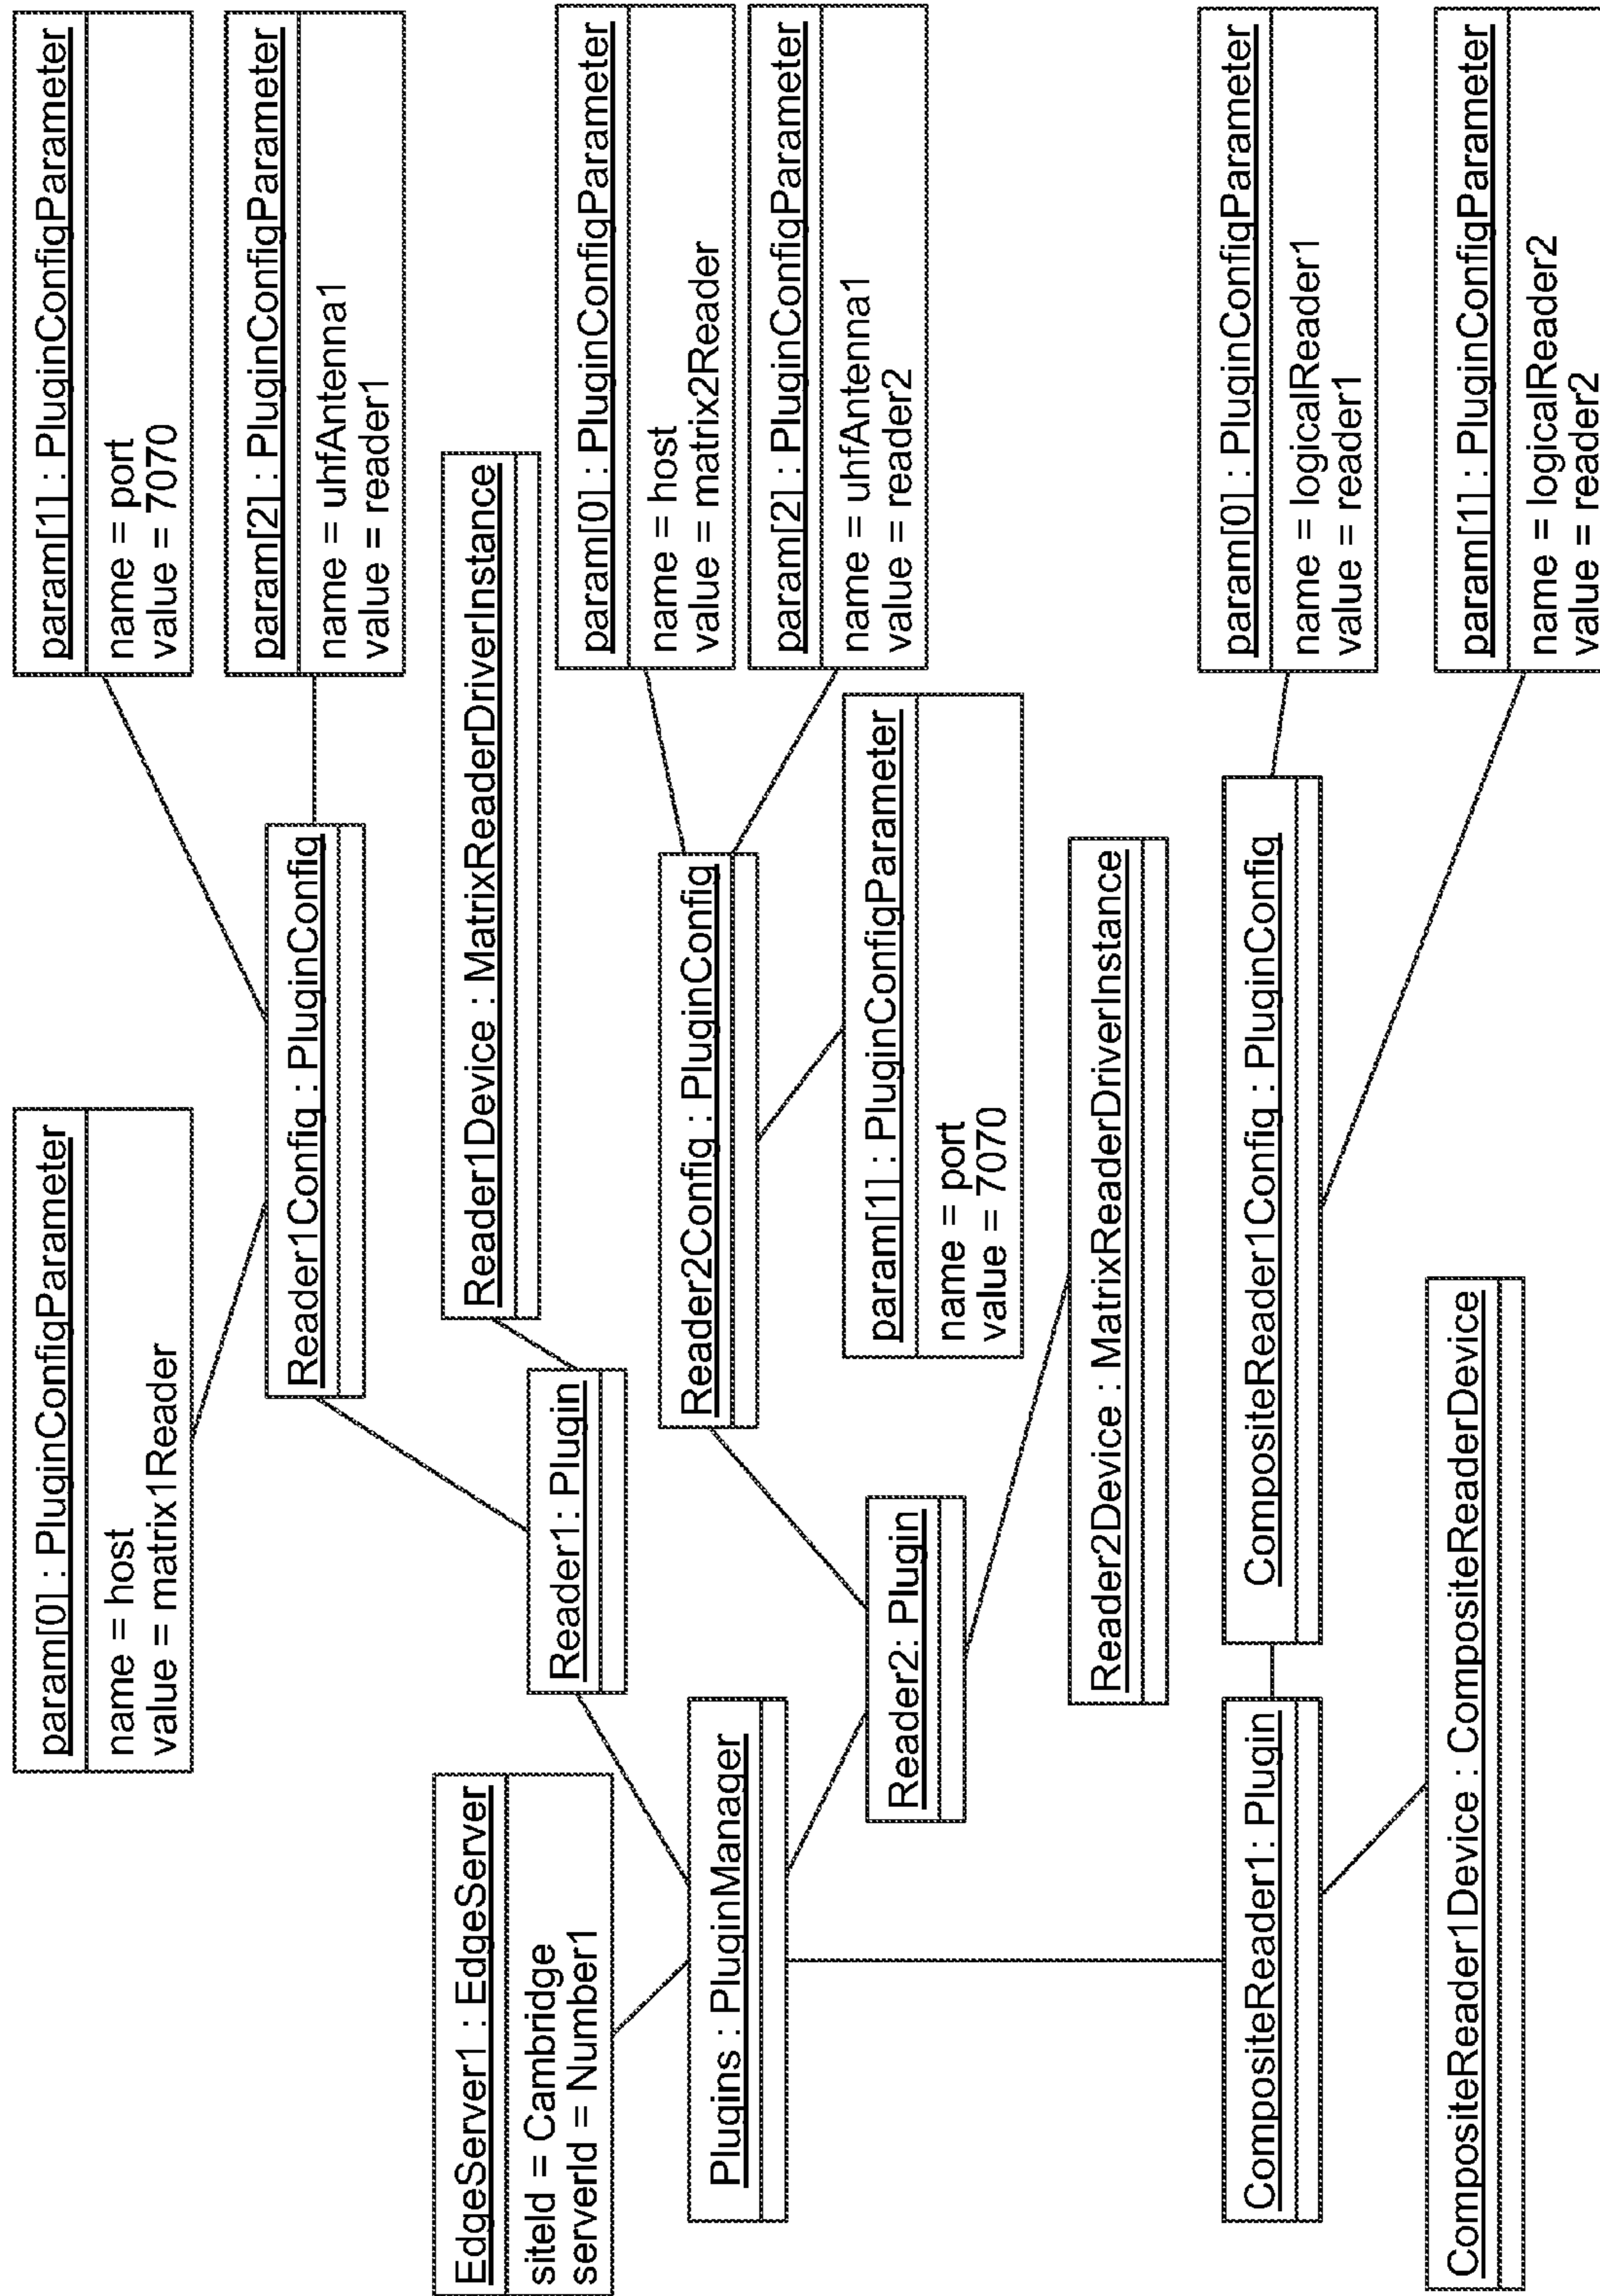 param[0] : PluginConfigParameter
name = host
value = matrix1Reader
param[1] : PluginConfigParameter
name = port
value = 7070
Reader1Config : PluginConfig
param[2] : PluginConfigParameter
name = uhfAntenna1
value = reader1
EdgeServer1 : EdgeServer
siteId = Cambridge
serverId = Number1
Reader1Device : MatrixReaderDriverInstance
Reader1: Plugin
param[0] : PluginConfigParameter
name = host
value = matrix2Reader
Plugins : PluginManager
Reader2Config : PluginConfig
param[2] : PluginConfigParameter
name = uhfAntenna1
value = reader2
Reader2: Plugin
param[1] : PluginConfigParameter
name = port
value = 7070
Reader2Device : MatrixReaderDriverInstance
CompositeReader1: Plugin
CompositeReader1Config : PluginConfig
param[0] : PluginConfigParameter
name = logicalReader1
value = reader1
CompositeReader1Device : CompositeReaderDevice
param[1] : PluginConfigParameter
name = logicalReader2
value = reader2